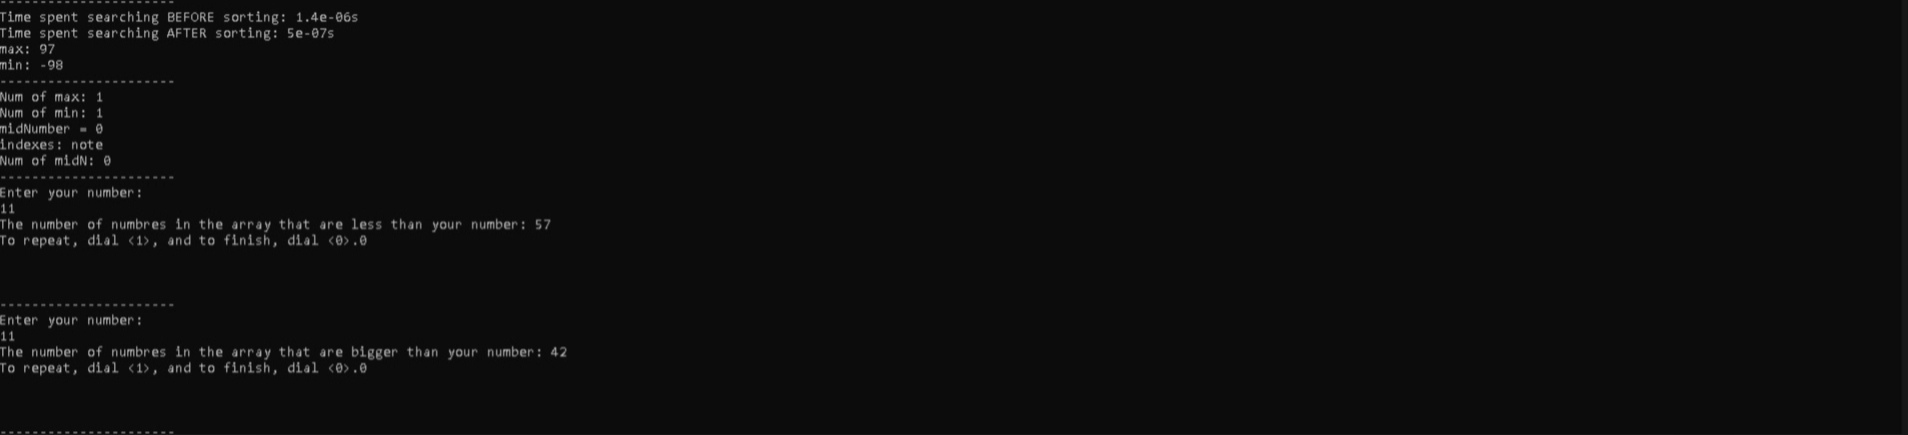 ----------------------
Time spent searching BEFORE sorting: 1.4e-06s
Time spent searching AFTER sorting: 5e-07s
max: 97
min: -98
----------------------
Num of max: 1
Num of min: 1
midNumber = 0
indexes: note
Num of midN: 0
----------------------
Enter your number:
11
The number of numbres in the array that are less than your number: 57
To repeat, dial <1>, and to finish, dial <0>.0
----------------------
Enter your number:
11
The number of numbres in the array that are bigger than your number: 42
To repeat, dial <1>, and to finish, dial <0>.0
----------------------